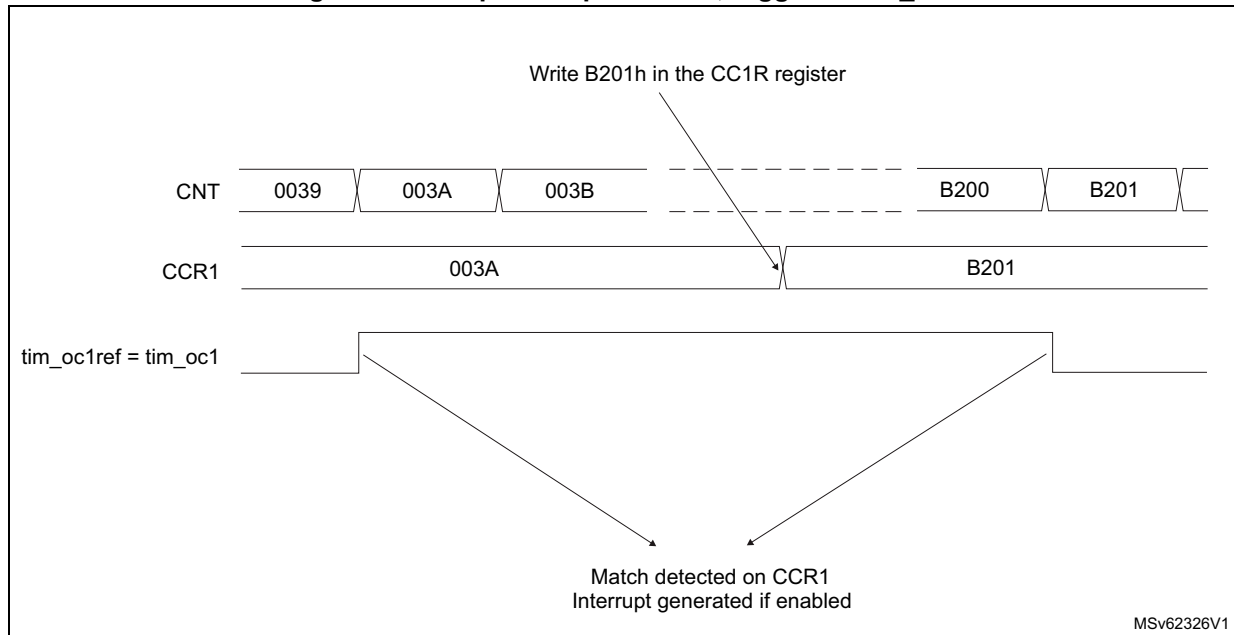 Write B201h in the CC1R register
CNT 0039 003A 003B B200 B201
CCR1 003A B201
tim_oc1ref = tim_oc1
Match detected on CCR1
Interrupt generated if enabled
MSv62326V1